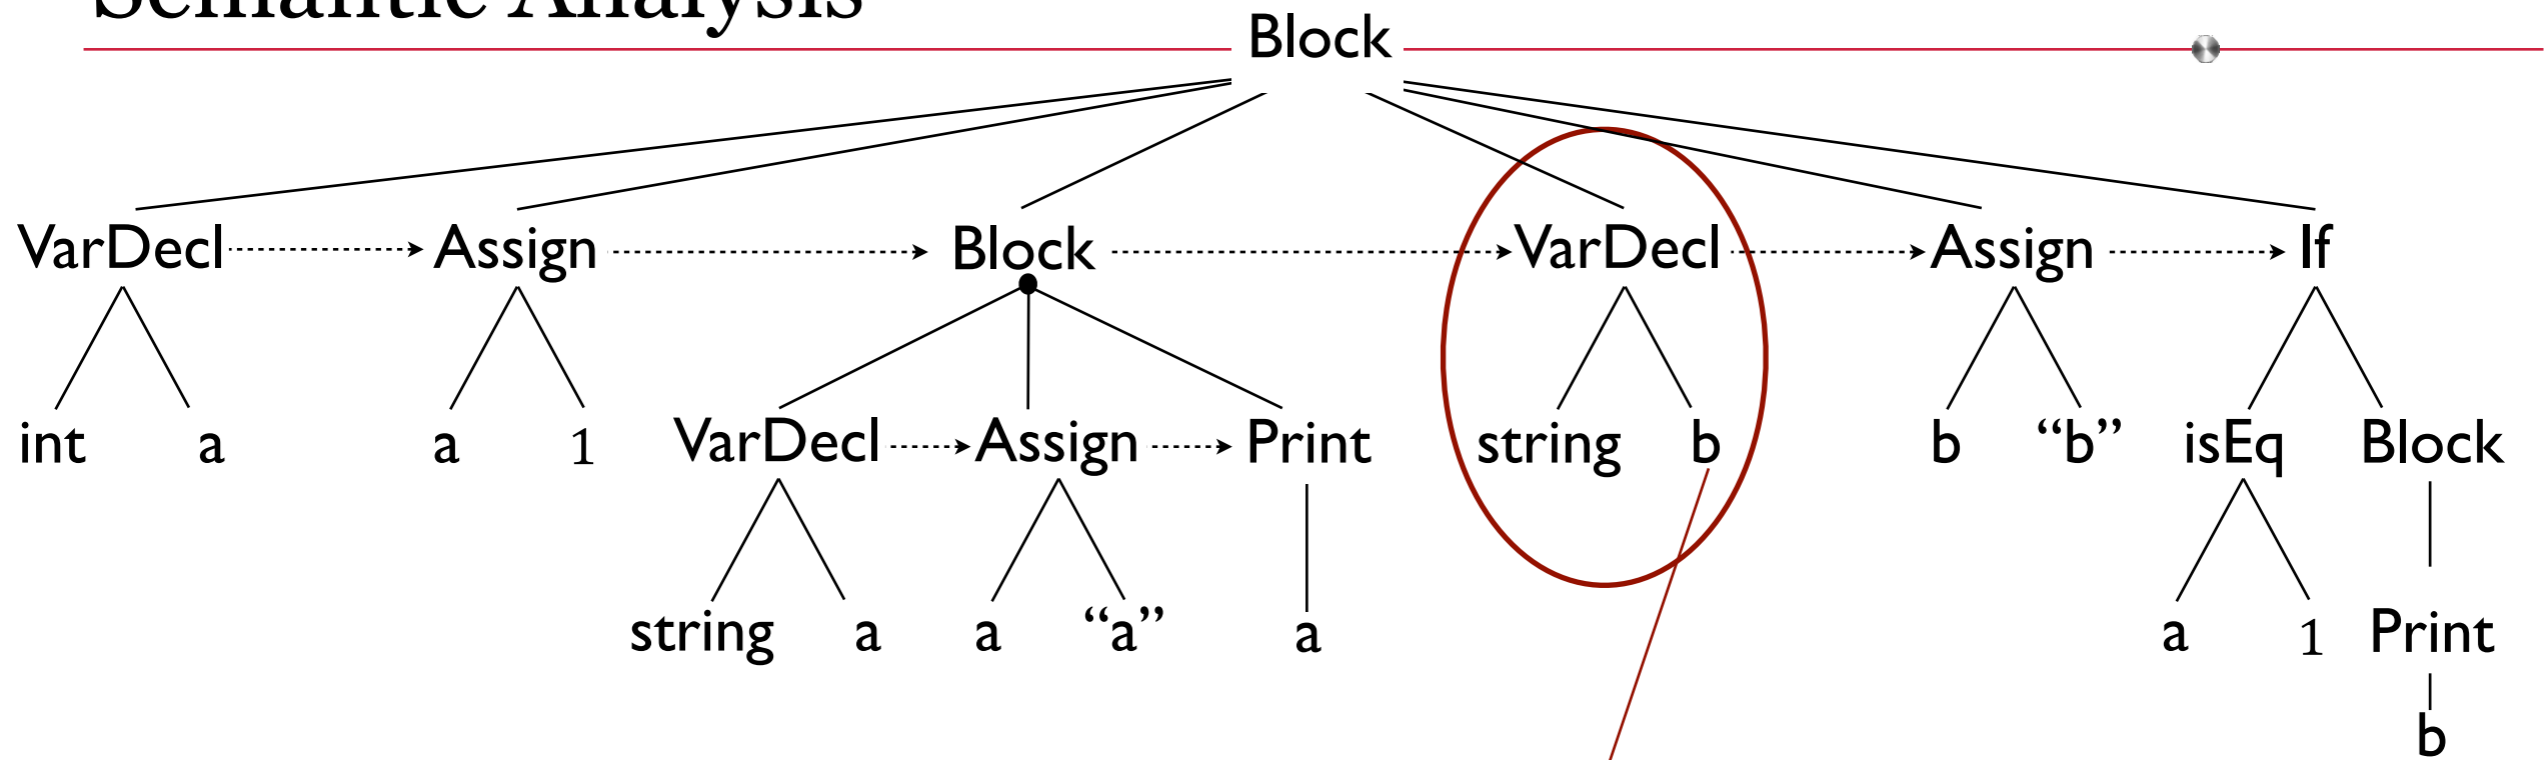 Semantic Analysis
Block
VarDecl Assign Block VarDecl Assign If
int a a 1 VarDecl Assign Print string b b “b” isEq Block
string a a “a” a a 1 Print
b